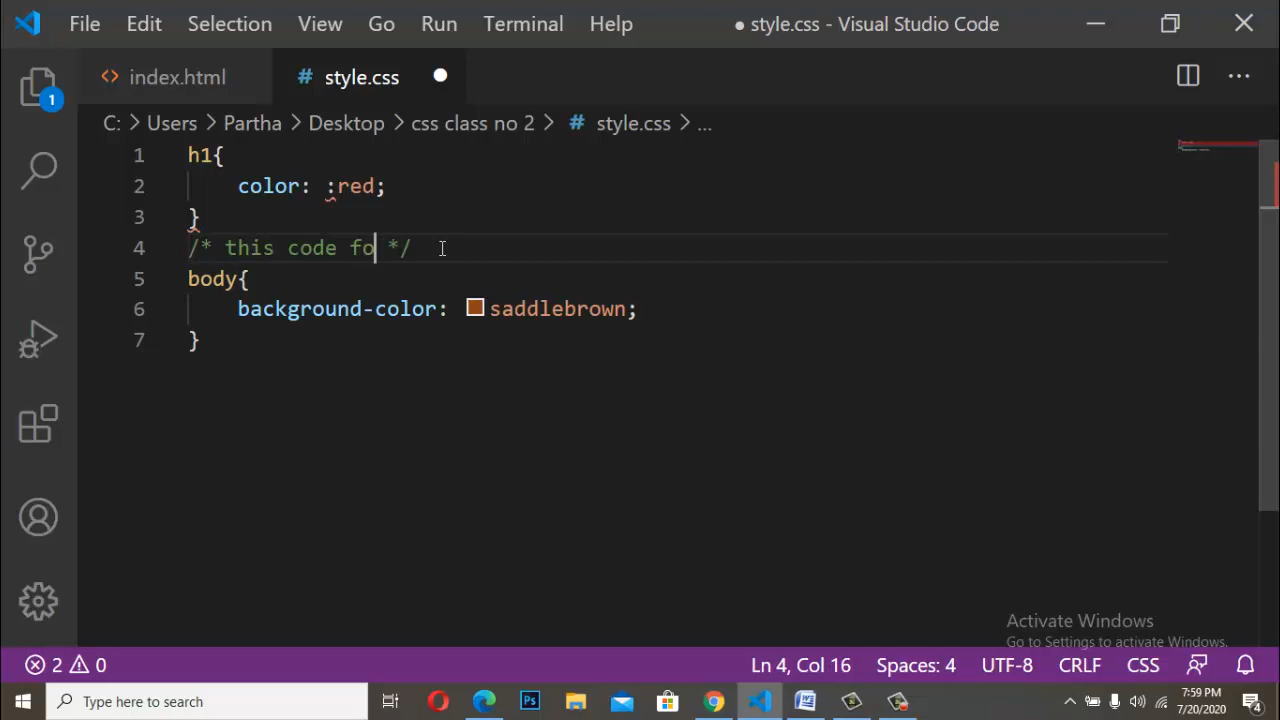 File Edit Selection View Go Run Terminal Help ● style.css - Visual Studio Code
index.html # style.css
C: > Users > Partha > Desktop > css class no 2 > # style.css > ...
1 h1{
2 color: :red;
3 }
4 /* this code fo */
5 body{
6 background-color: saddlebrown;
7 }
1
Activate Windows
Go to Settings to activate Windows.
2 0 Ln 4, Col 16 Spaces: 4 UTF-8 CRLF CSS
Type here to search
Ps
7:59 PM
7/20/2020
4